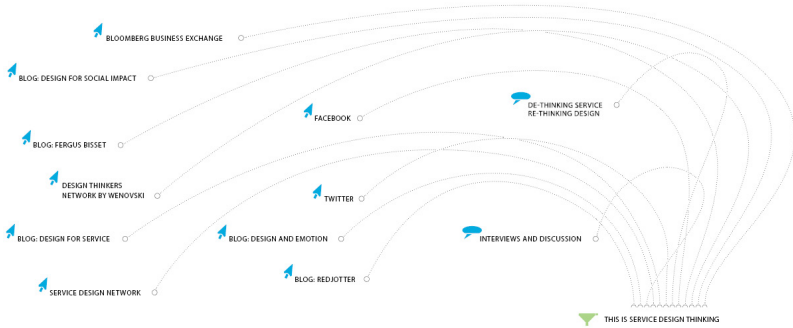 BLOOMBERG BUSINESS EXCHANGE
BLOG: DESIGN FOR SOCIAL IMPACT
DE-THINKING SERVICE
RE-THINKING DESIGN
FACEBOOK
BLOG: FERGUS BISSET
DESIGN THINKERS
NETWORK BY WENOVSKI
TWITTER
BLOG: DESIGN FOR SERVICE
BLOG: DESIGN AND EMOTION
INTERVIEWS AND DISCUSSION
BLOG: REDJOTTER
SERVICE DESIGN NETWORK
THIS IS SERVICE DESIGN THINKING